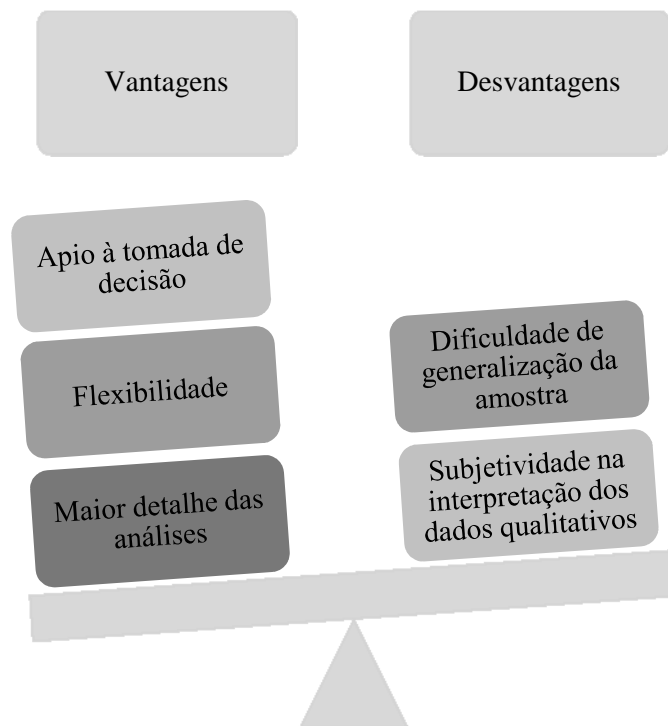 Vantagens
Desvantagens
Apio à tomada de
decisão
Flexibilidade
Maior detalhe das
análises
Dificuldade de
generalização da
amostra
Subjetividade na
interpretação dos
dados qualitativos